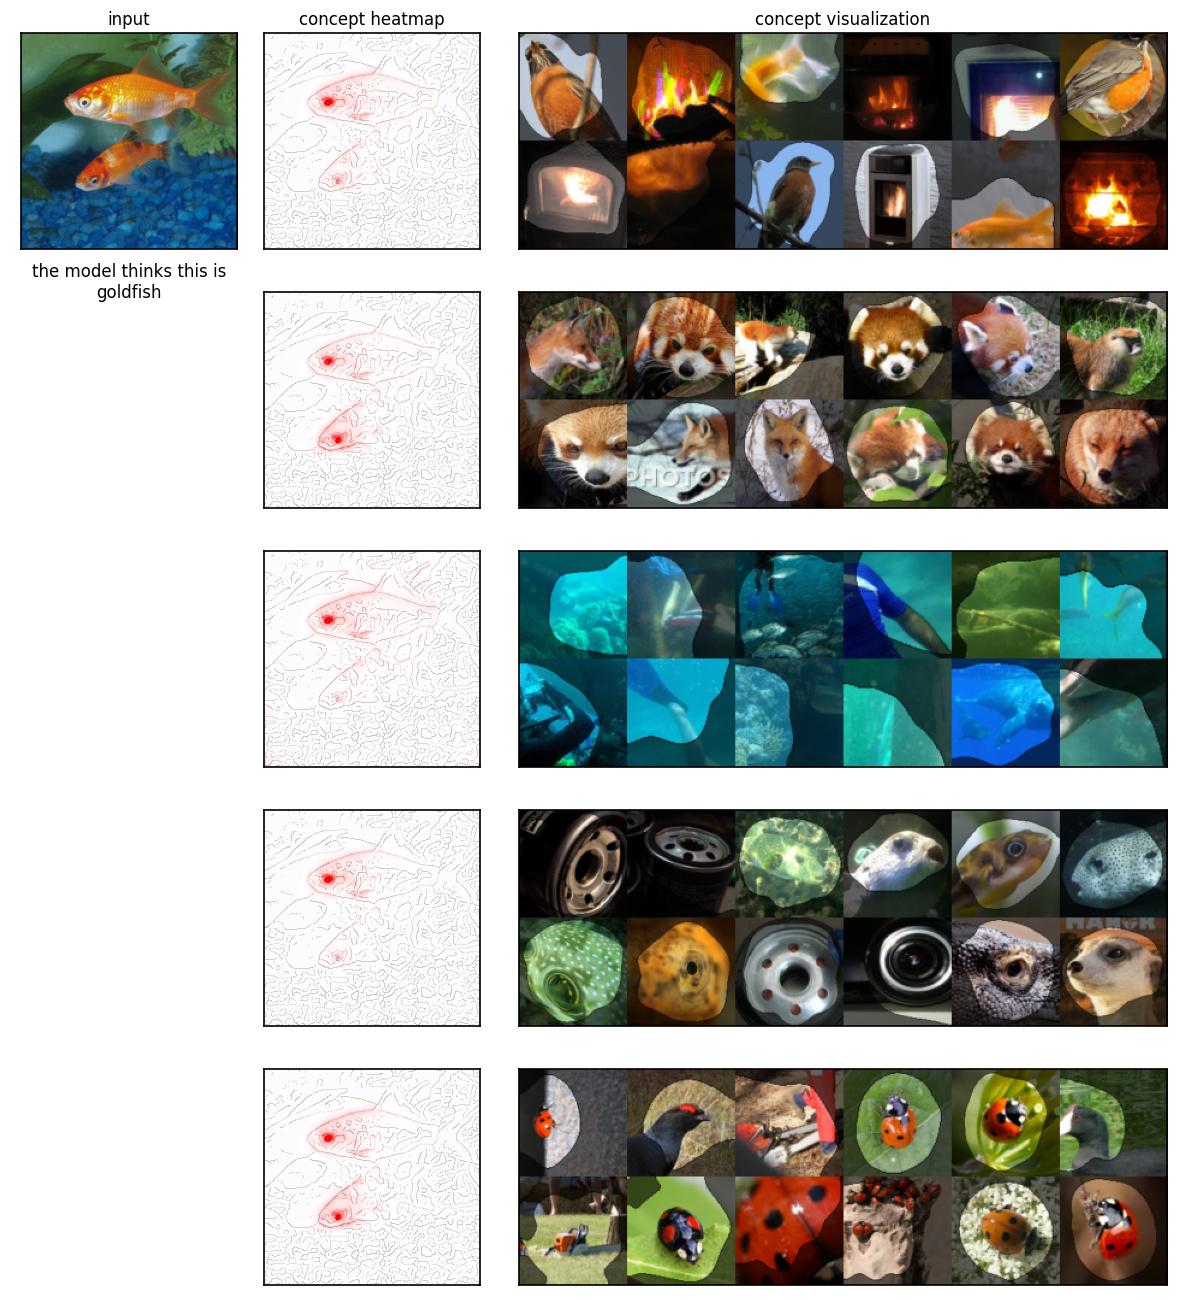 input
concept heatmap
concept visualization
the model thinks this is
goldfish
PHOTOS